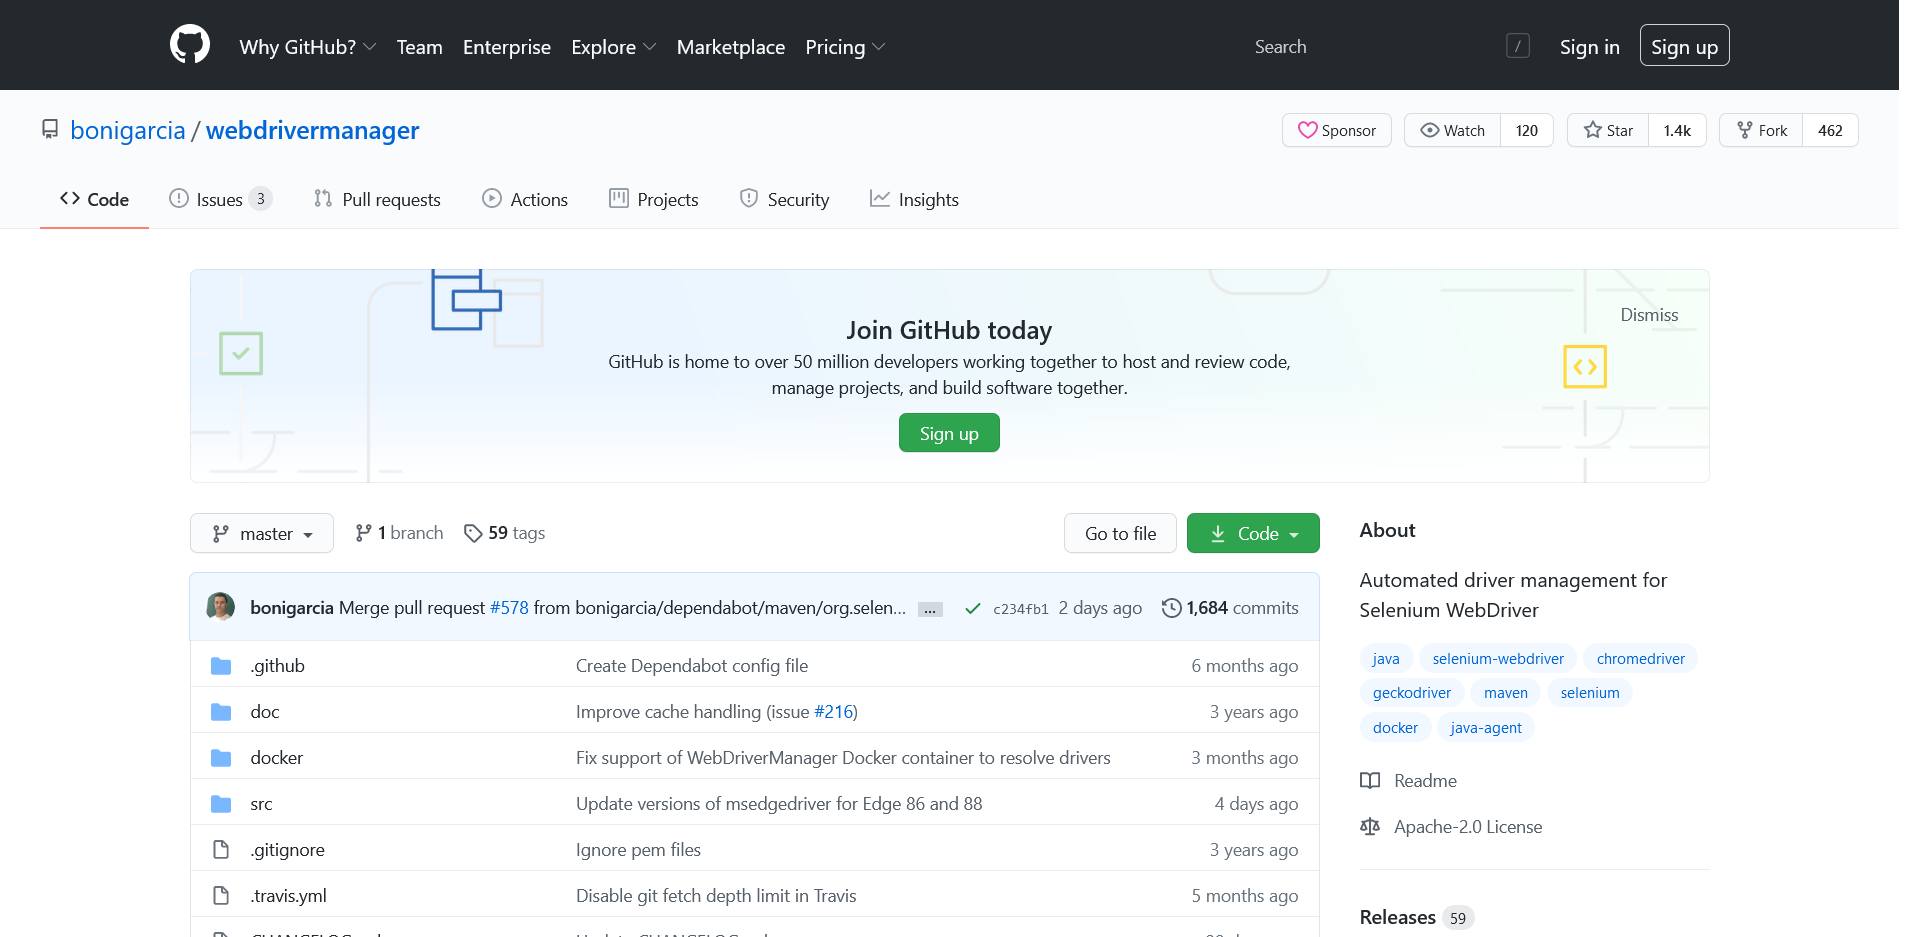 Why GitHub? Team Enterprise Explore Marketplace Pricing Search / Sign in Sign up
bonigarcia / webdrivermanager Sponsor Watch 120 Star 1.4k Fork 462
Code Issues 3 Pull requests Actions Projects Security Insights
Dismiss
Join GitHub today
GitHub is home to over 50 million developers working together to host and review code,
manage projects, and build software together.
Sign up
master 1 branch 59 tags Go to file Code
bonigarcia Merge pull request #578 from bonigarcia/dependabot/maven/org.selen... ... c234fb1 2 days ago 1,684 commits
.github Create Dependabot config file 6 months ago
doc Improve cache handling (issue #216) 3 years ago
docker Fix support of WebDriverManager Docker container to resolve drivers 3 months ago
src Update versions of msedgedriver for Edge 86 and 88 4 days ago
.gitignore Ignore pem files 3 years ago
.travis.yml Disable git fetch depth limit in Travis 5 months ago
About
Automated driver management for
Selenium WebDriver
java selenium-webdriver chromedriver
geckodriver maven selenium
docker java-agent
Readme
Apache-2.0 License
Releases 59